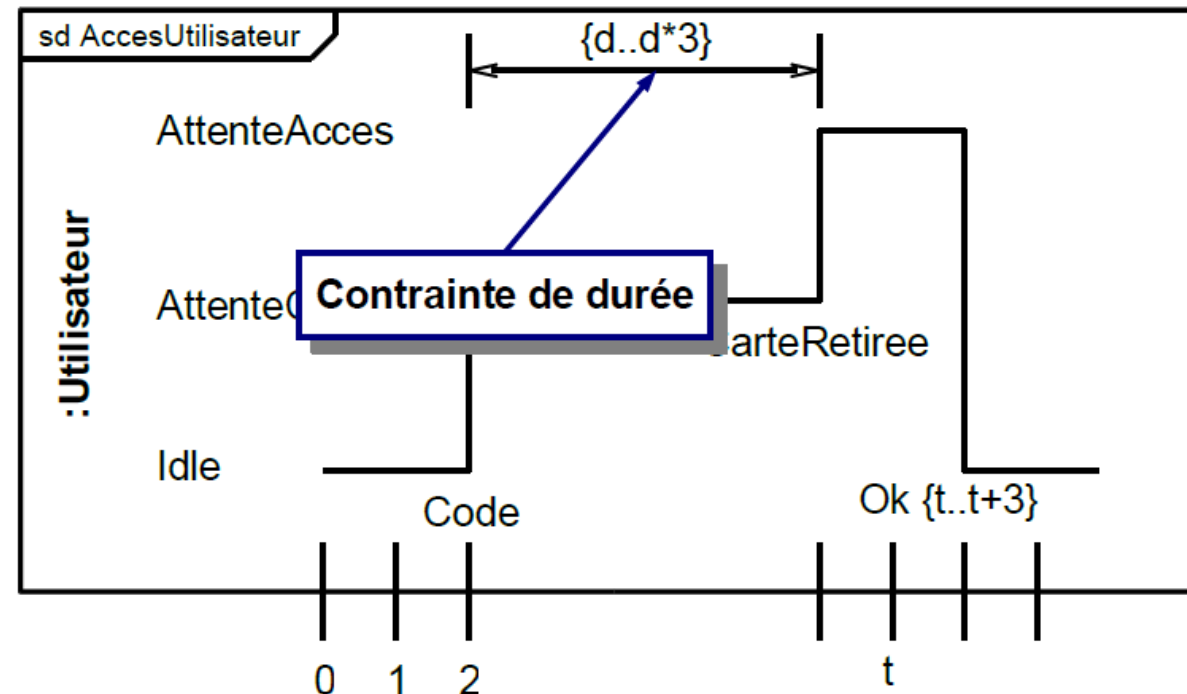 sd AccesUtilisateur
{d..d*3}
AttenteAcces
:Utilisateur
Contrainte de durée
Idle
Code
Ok {t..t+3}
0 1 2 t